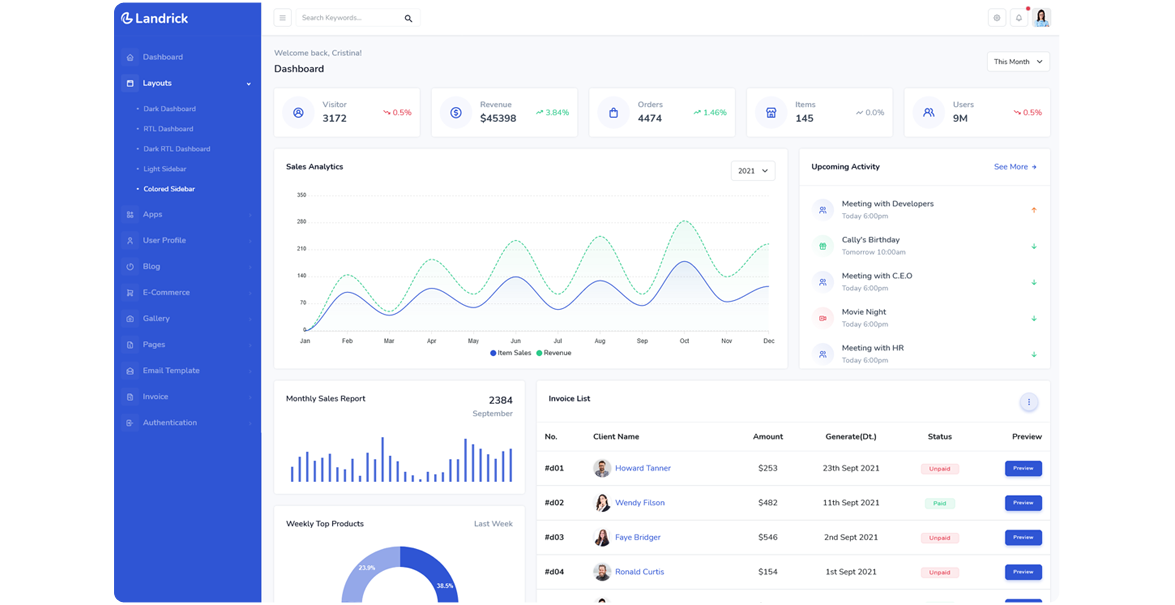 Landrick
Search Keywords...
Dashboard
Layouts
Dark Dashboard
RTL Dashboard
Dark RTL Dashboard
Light Sidebar
Colored Sidebar
Apps
User Profile
Blog
E-Commerce
Gallery
Pages
Email Template
Invoice
Authentication
Welcome back, Cristina!
Dashboard
This Month
Visitor
3172
0.5%
Revenue
$45398
3.84%
Orders
4474
1.46%
Items
145
0.0%
Users
9M
0.5%
Sales Analytics
2021
350
280
210
140
70
0
Jan Feb Mar Apr May Jun Jul Aug Sep Oct Nov Dec
Item Sales Revenue
Upcoming Activity
See More
Meeting with Developers
Today 6:00pm
Cally's Birthday
Tomorrow 10:00am
Meeting with C.E.O
Today 6:00pm
Movie Night
Today 6:00pm
Meeting with HR
Today 6:00pm
Monthly Sales Report
2384
September
Weekly Top Products
Last Week
23.9%
38.5%
Invoice List
No. Client Name Amount Generate(Dt.) Status Preview
#d01 Howard Tanner $253 23th Sept 2021 Unpaid Preview
#d02 Wendy Filson $482 11th Sept 2021 Paid Preview
#d03 Faye Bridger $546 2nd Sept 2021 Unpaid Preview
#d04 Ronald Curtis $154 1st Sept 2021 Unpaid Preview